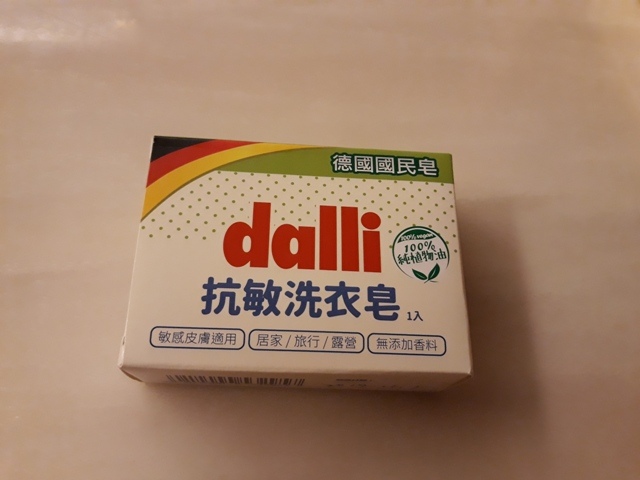 德國國民皂
dalli
100% vegan
100%
純植物油
抗敏洗衣皂
1入
敏感皮膚適用
居家/旅行/露營
無添加香料
dalli